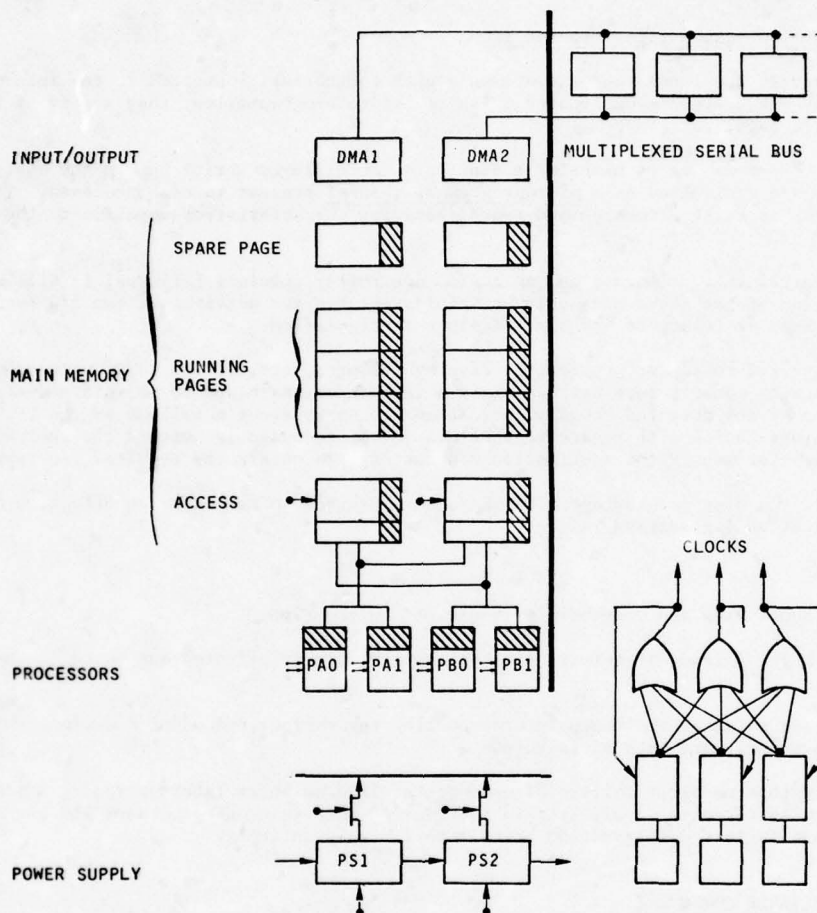 INPUT/OUTPUT
DMA1
DMA2
MULTIPLEXED SERIAL BUS
SPARE PAGE
MAIN MEMORY
RUNNING
PAGES
ACCESS
CLOCKS
PROCESSORS
PA0
PA1
PB0
PB1
POWER SUPPLY
PS1
PS2